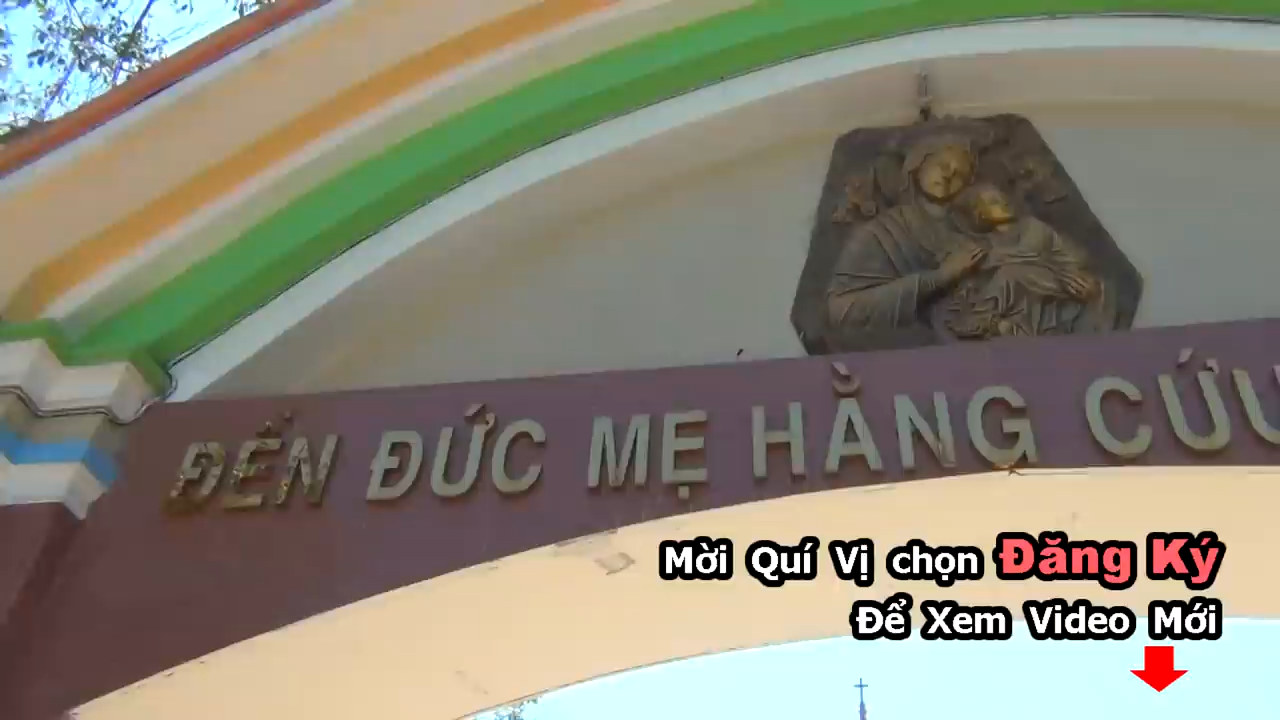 ĐỀN ĐỨC MẸ HẰNG CỨU
Mời Quí Vị chọn Đăng Ký
Để Xem Video Mới